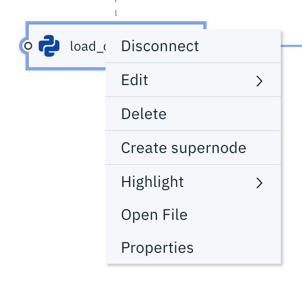 load_
Disconnect
Edit
Delete
Create supernode
Highlight
Open File
Properties